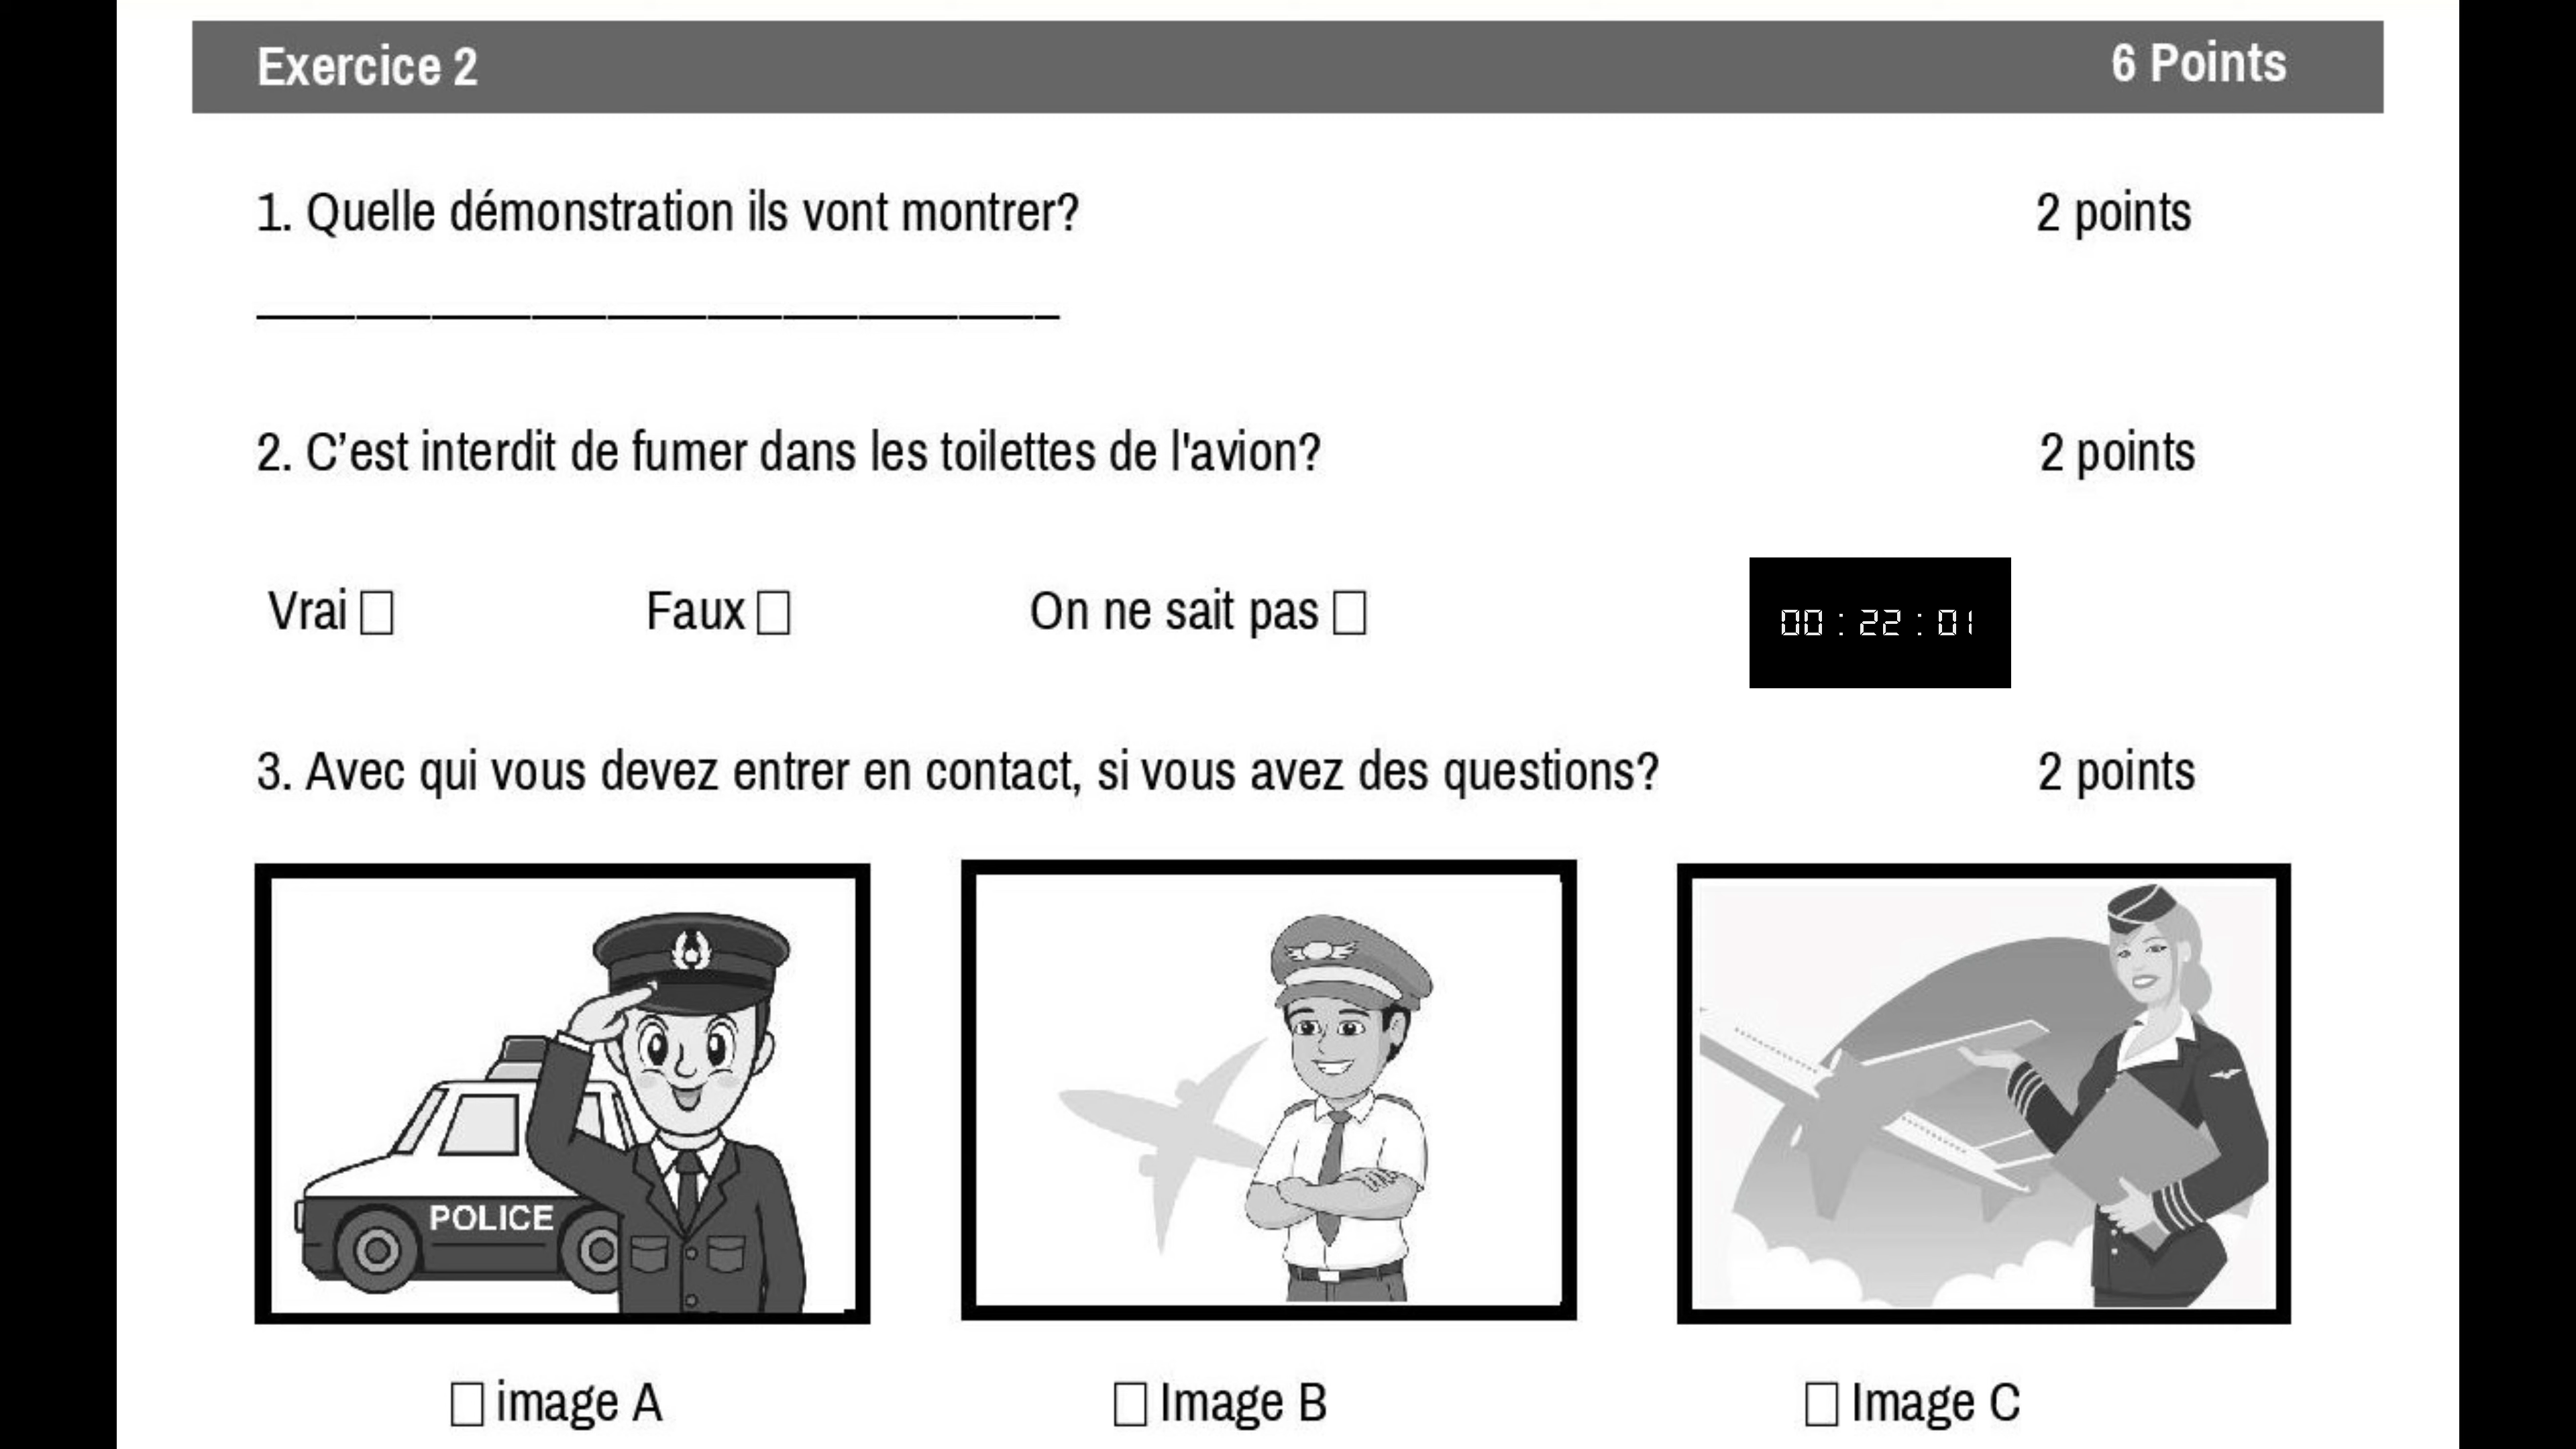 Exercice 2 6 Points
1. Quelle démonstration ils vont montrer? 2 points
________________________________
2. C’est interdit de fumer dans les toilettes de l'avion? 2 points
Vrai □ Faux □ On ne sait pas □
00 : 22 : 01
3. Avec qui vous devez entrer en contact, si vous avez des questions? 2 points
POLICE
□ image A □ Image B □ Image C